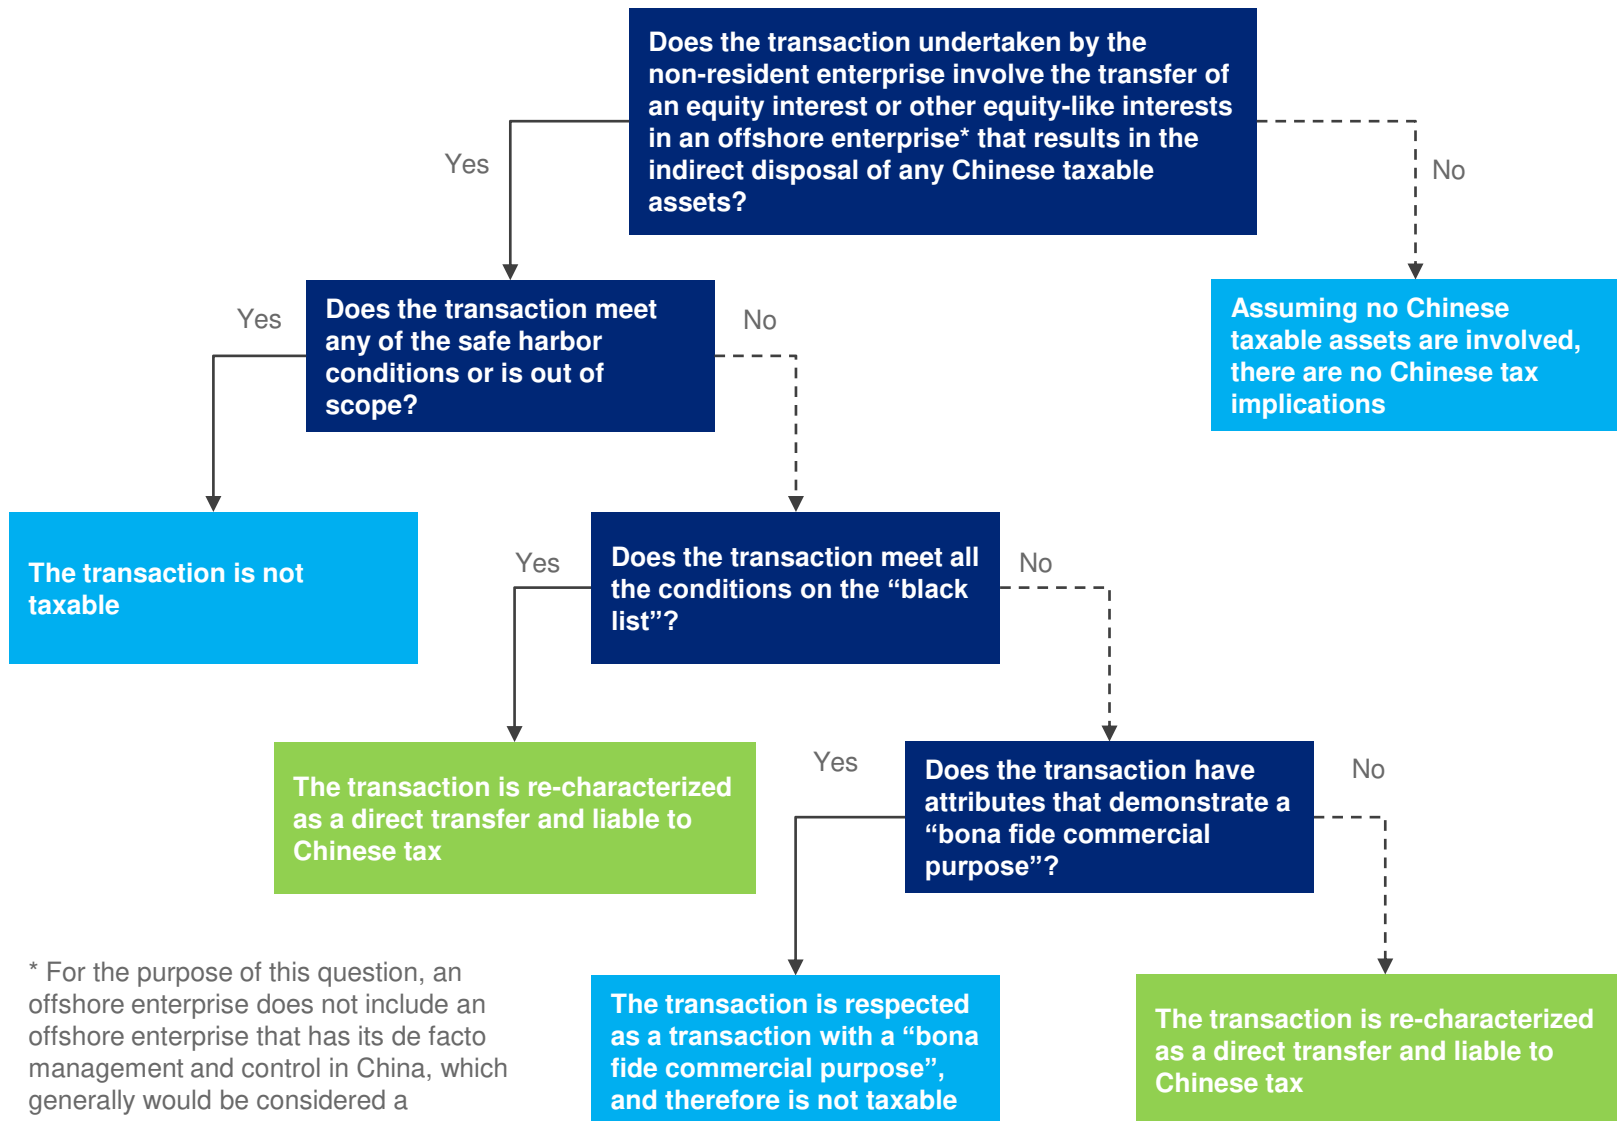 Does the transaction undertaken by the
non-resident enterprise involve the transfer of
an equity interest or other equity-like interests
in an offshore enterprise* that results in the
indirect disposal of any Chinese taxable
assets?
Yes
No
Does the transaction meet
any of the safe harbor
conditions or is out of
scope?
Yes
No
Assuming no Chinese
taxable assets are involved,
there are no Chinese tax
implications
The transaction is not
taxable
Does the transaction meet all
the conditions on the “black
list”?
Yes
No
The transaction is re-characterized
as a direct transfer and liable to
Chinese tax
Does the transaction have
attributes that demonstrate a
“bona fide commercial
purpose”?
Yes
No
* For the purpose of this question, an
offshore enterprise does not include an
offshore enterprise that has its de facto
management and control in China, which
generally would be considered a
The transaction is respected
as a transaction with a “bona
fide commercial purpose”,
and therefore is not taxable
The transaction is re-characterized
as a direct transfer and liable to
Chinese tax